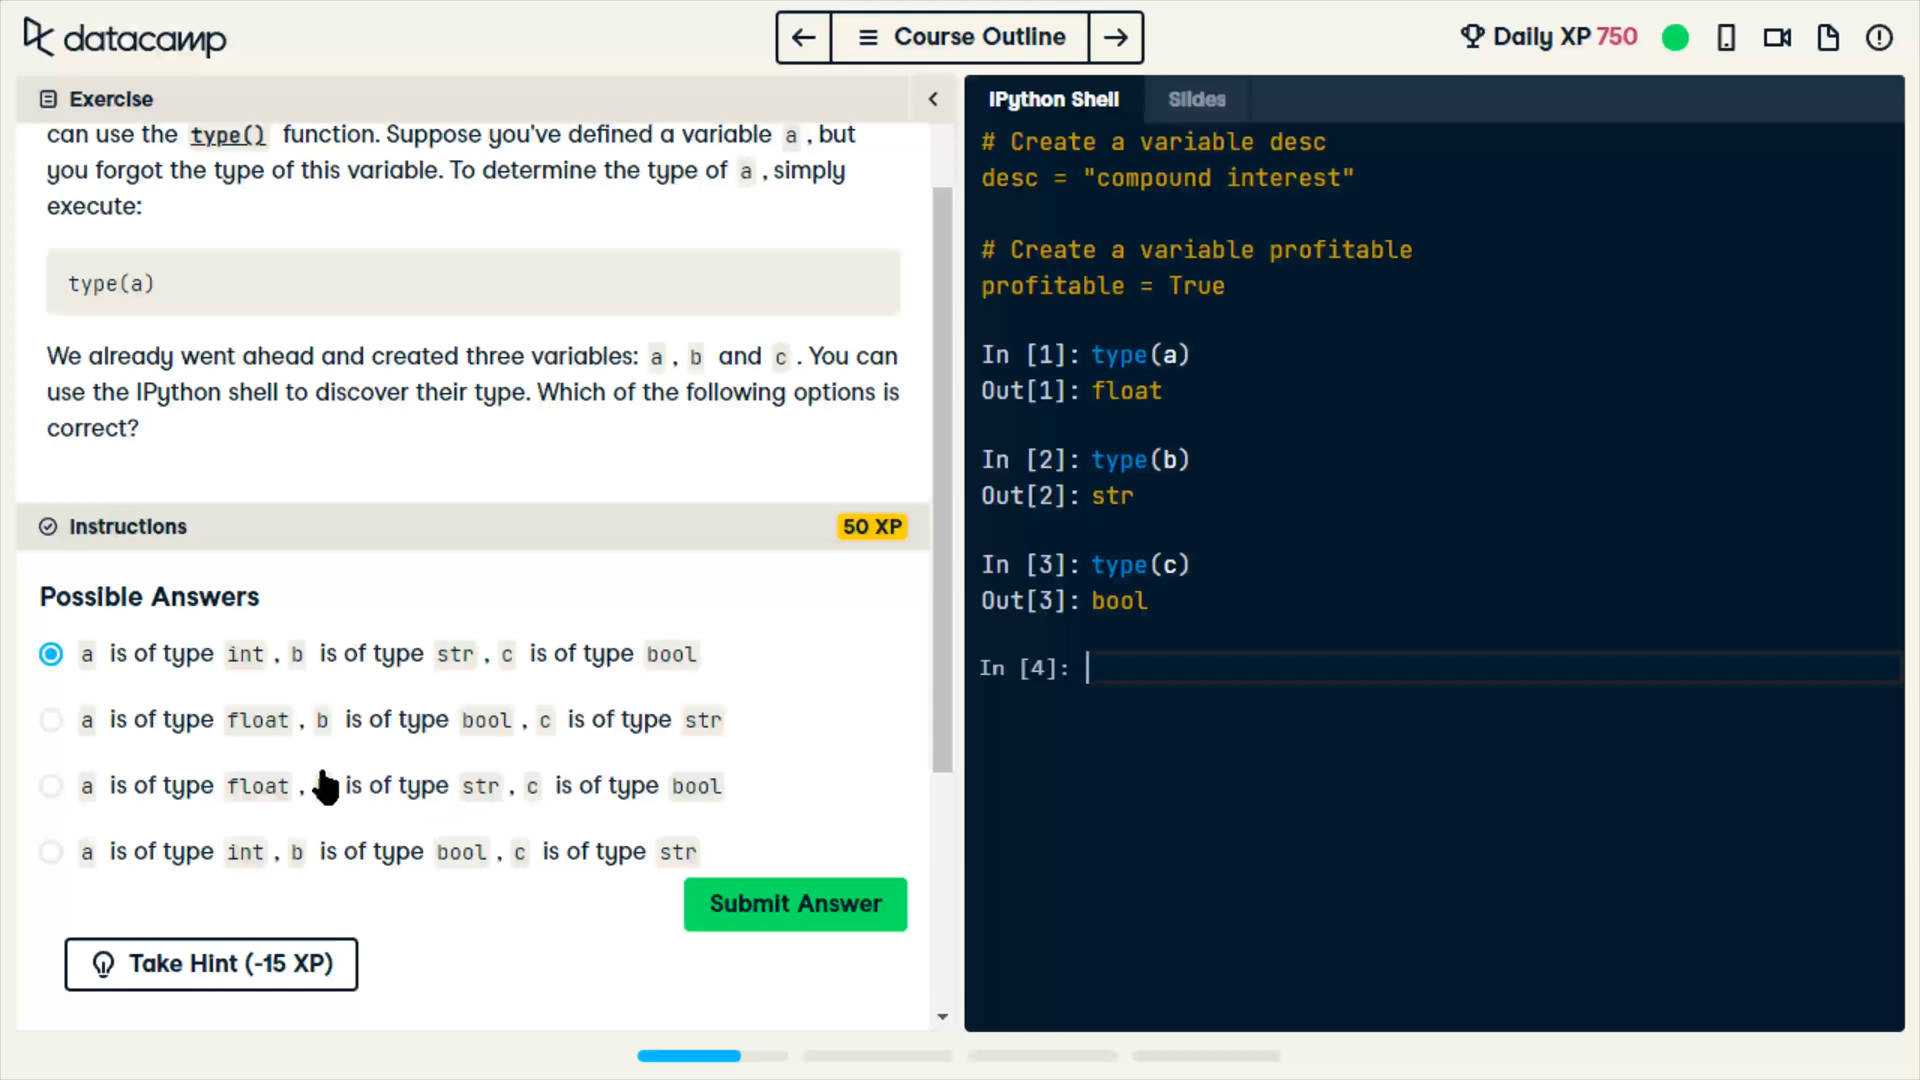 datacamp
Course Outline
Daily XP 750
Exercise
can use the type() function. Suppose you've defined a variable a , but
you forgot the type of this variable. To determine the type of a , simply
execute:
type(a)
We already went ahead and created three variables: a , b and c . You can
use the IPython shell to discover their type. Which of the following options is
correct?
Instructions
50 XP
Possible Answers
a is of type int , b is of type str , c is of type bool
a is of type float , b is of type bool , c is of type str
a is of type float , is of type str , c is of type bool
a is of type int , b is of type bool , c is of type str
Submit Answer
Take Hint (-15 XP)
IPython Shell
Slides
# Create a variable desc
desc = "compound interest"
# Create a variable profitable
profitable = True
In [1]: type(a)
Out[1]: float
In [2]: type(b)
Out[2]: str
In [3]: type(c)
Out[3]: bool
In [4]: